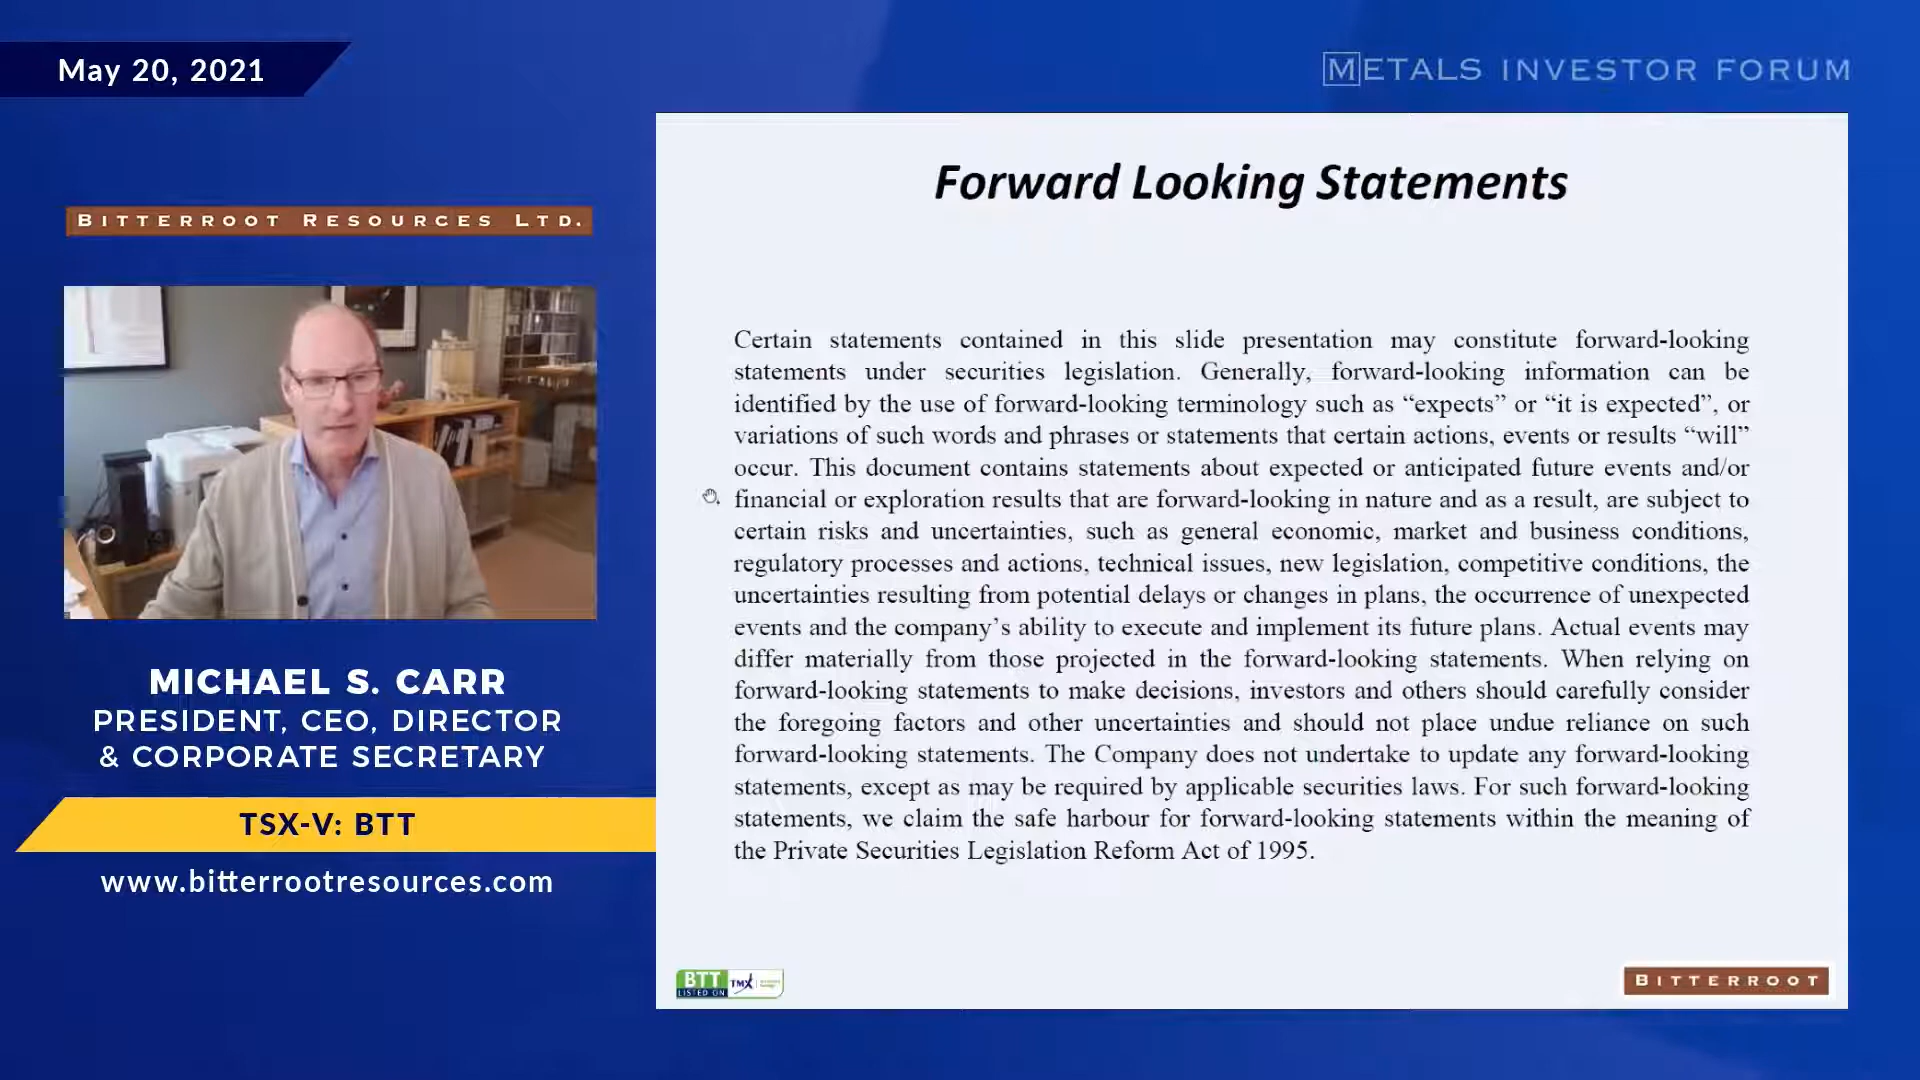 May 20, 2021
METALS INVESTOR FORUM
BITTERROOT RESOURCES LTD.
MICHAEL S. CARR
PRESIDENT, CEO, DIRECTOR
& CORPORATE SECRETARY
TSX-V: BTT
www.bitterrootresources.com
Forward Looking Statements
Certain statements contained in this slide presentation may constitute forward-looking
statements under securities legislation. Generally, forward-looking information can be
identified by the use of forward-looking terminology such as “expects” or “it is expected”, or
variations of such words and phrases or statements that certain actions, events or results “will”
occur. This document contains statements about expected or anticipated future events and/or
financial or exploration results that are forward-looking in nature and as a result, are subject to
certain risks and uncertainties, such as general economic, market and business conditions,
regulatory processes and actions, technical issues, new legislation, competitive conditions, the
uncertainties resulting from potential delays or changes in plans, the occurrence of unexpected
events and the company’s ability to execute and implement its future plans. Actual events may
differ materially from those projected in the forward-looking statements. When relying on
forward-looking statements to make decisions, investors and others should carefully consider
the foregoing factors and other uncertainties and should not place undue reliance on such
forward-looking statements. The Company does not undertake to update any forward-looking
statements, except as may be required by applicable securities laws. For such forward-looking
statements, we claim the safe harbour for forward-looking statements within the meaning of
the Private Securities Legislation Reform Act of 1995.
BTT
LISTED ON
TMX
BITTERROOT